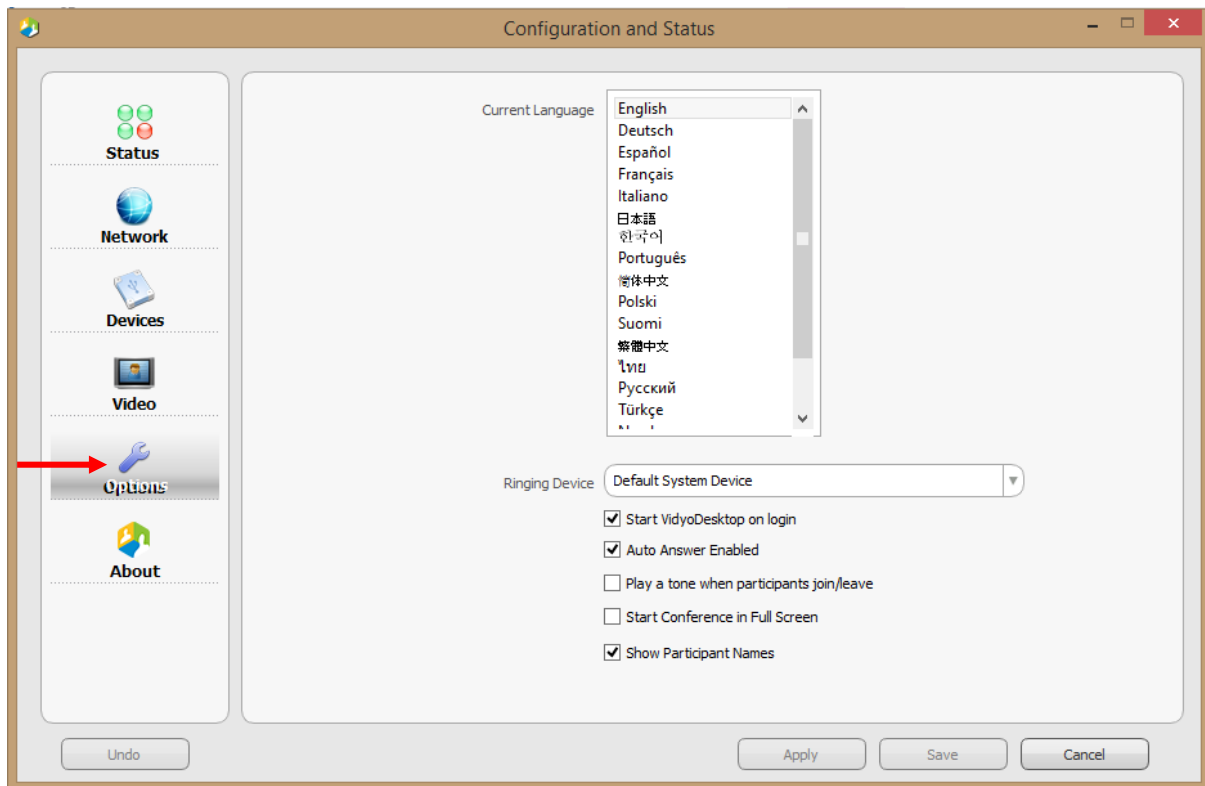 Configuration and Status
Status
Network
Devices
Video
Options
About
Current Language
English
Deutsch
Español
Français
Italiano
日本語
한국어
Português
简体中文
Polski
Suomi
繁體中文
ไทย
Русский
Türkçe
Ringing Device
Default System Device
Start VidyoDesktop on login
Auto Answer Enabled
Play a tone when participants join/leave
Start Conference in Full Screen
Show Participant Names
Undo
Apply
Save
Cancel